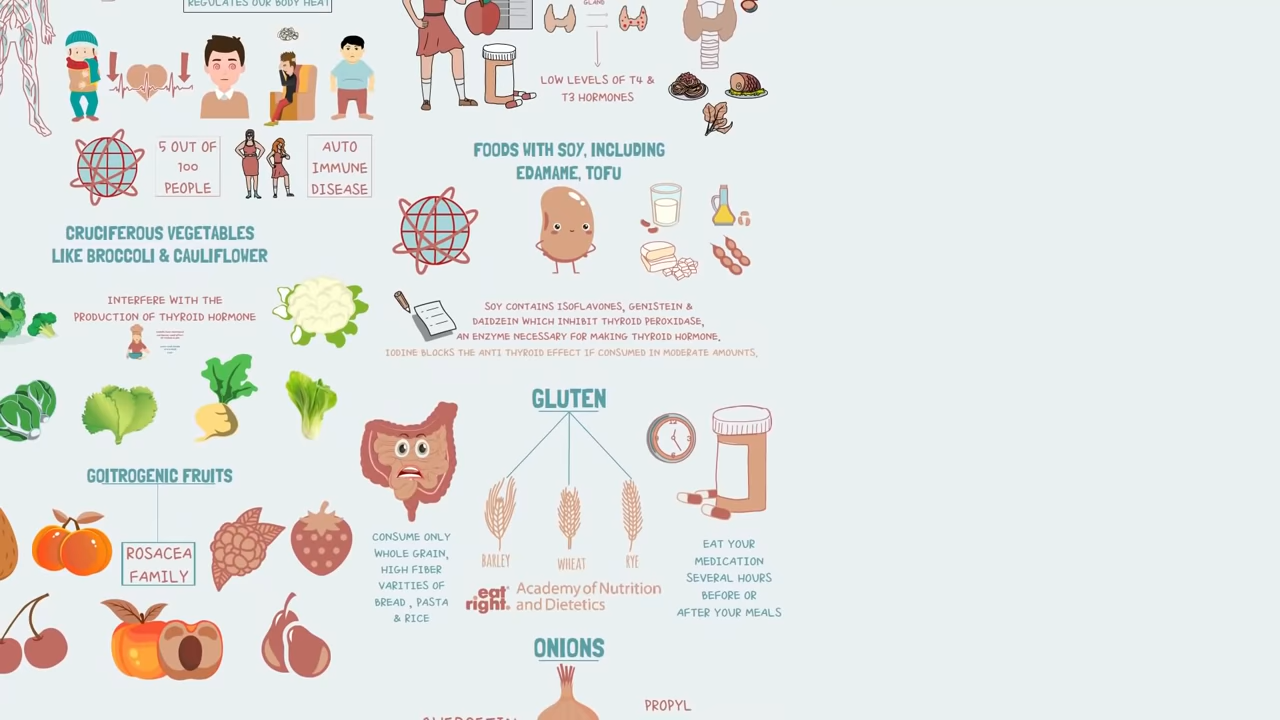 REGULATES OUR BODY HEAT
5 OUT OF
100
PEOPLE
AUTO
IMMUNE
DISEASE
CRUCIFEROUS VEGETABLES
LIKE BROCCOLI & CAULIFLOWER
INTERFERE WITH THE
PRODUCTION OF THYROID HORMONE
GOITROGENIC FRUITS
ROSACEA
FAMILY
GLAND
LOW LEVELS OF T4 &
T3 HORMONES
FOODS WITH SOY, INCLUDING
EDAMAME, TOFU
SOY CONTAINS ISOFLAVONES, GENISTEIN &
DAIDZEIN WHICH INHIBIT THYROID PEROXIDASE,
AN ENZYME NECESSARY FOR MAKING THYROID HORMONE,
IODINE BLOCKS THE ANTI THYROID EFFECT IF CONSUMED IN MODERATE AMOUNTS,
GLUTEN
BARLEY
WHEAT
RYE
CONSUME ONLY
WHOLE GRAIN,
HIGH FIBER
VARITIES OF
BREAD , PASTA
& RICE
eat right. Academy of Nutrition
and Dietetics
EAT YOUR
MEDICATION
SEVERAL HOURS
BEFORE OR
AFTER YOUR MEALS
ONIONS
PROPYL